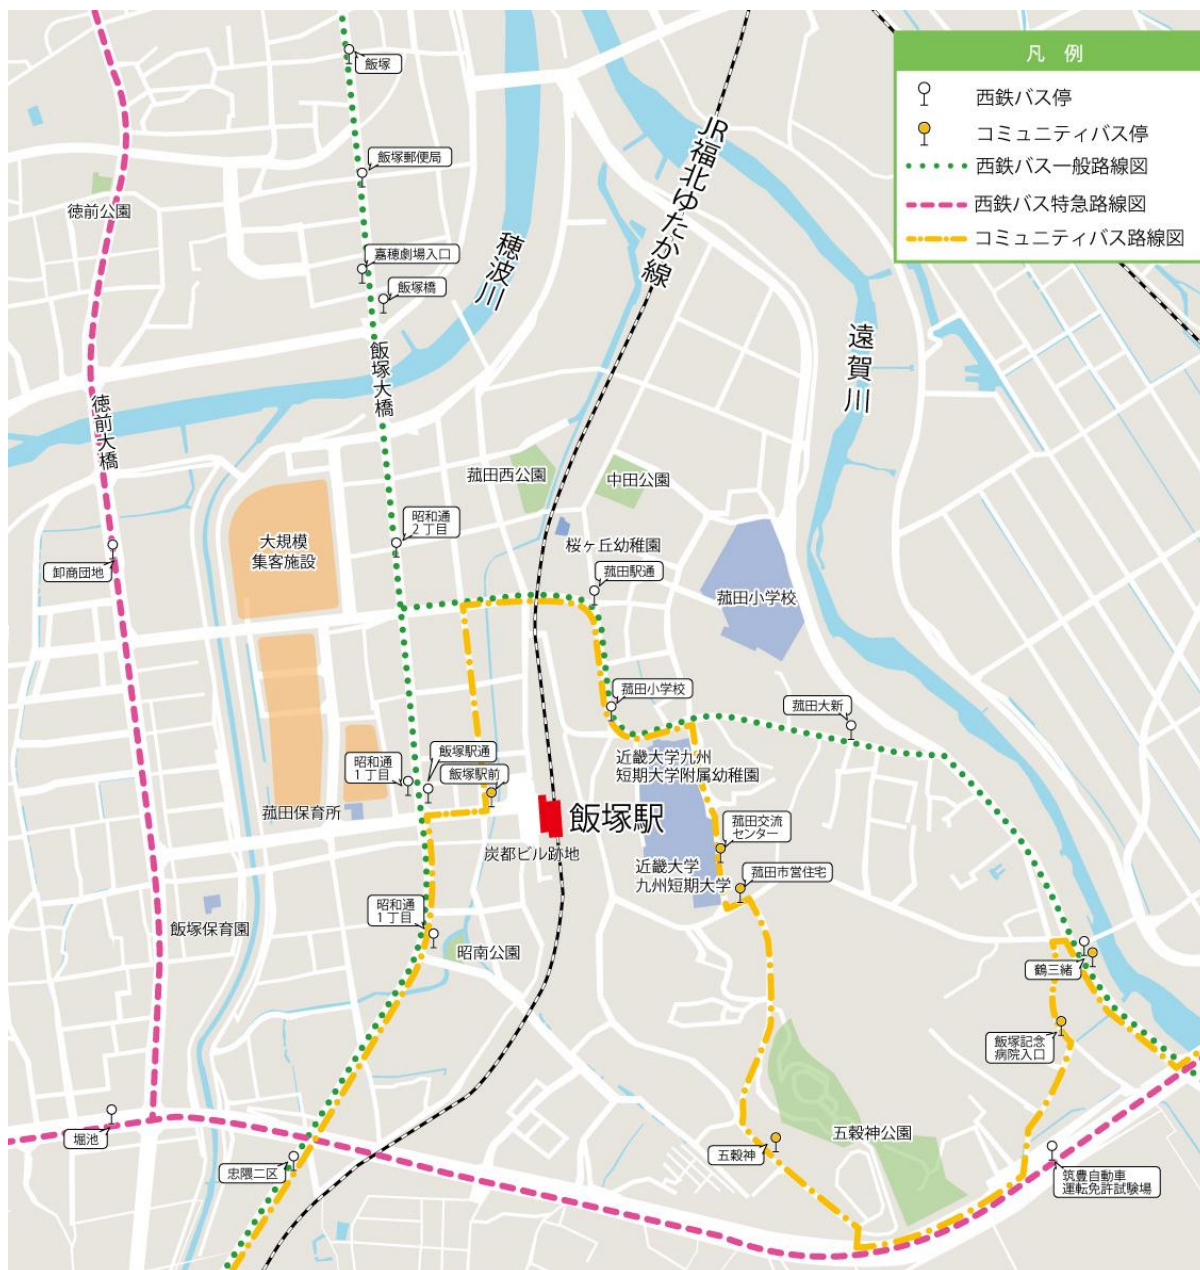 凡 例
西鉄バス停
コミュニティバス停
西鉄バス一般路線図
西鉄バス特急路線図
コミュニティバス路線図
飯塚
飯塚郵便局
徳前公園
嘉穂劇場入口
飯塚橋
穂波川
JR福北ゆたか線
遠賀川
飯塚大橋
徳前大橋
菰田西公園
中田公園
昭和通
2丁目
大規模
集客施設
桜ヶ丘幼稚園
卸商団地
菰田駅通
菰田小学校
菰田小学校
菰田大新
近畿大学九州
短期大学附属幼稚園
昭和通
1丁目
飯塚駅通
飯塚駅前
菰田保育所
飯塚駅
炭都ビル跡地
菰田交流
センター
近畿大学
九州短期大学
菰田市営住宅
昭和通
1丁目
飯塚保育園
昭南公園
鶴三緒
飯塚記念
病院入口
堀池
忠隈二区
五穀神
五穀神公園
筑豊自動車
運転免許試験場